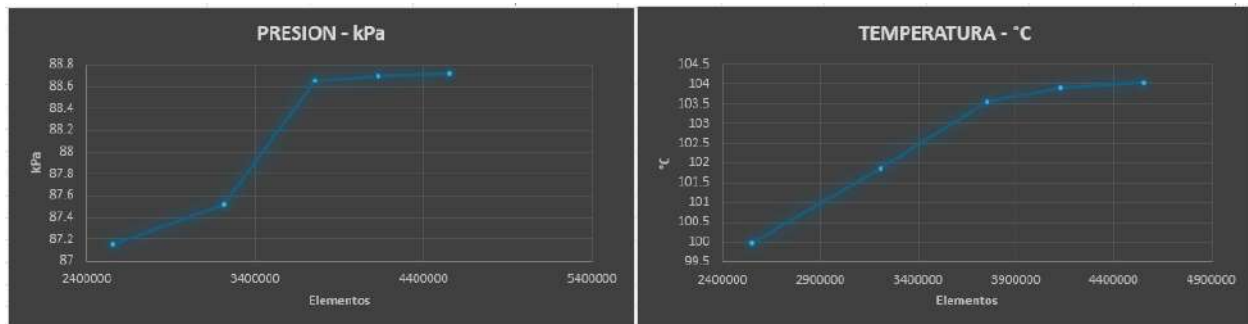 PRESION - kPa
88.8
88.6
88.4
88.2
88
87.8
87.6
87.4
87.2
87
kPa
2400000 3400000 4400000 5400000
Elementos
TEMPERATURA - °C
104.5
104
103.5
103
102.5
102
101.5
101
100.5
100
99.5
°C
2400000 2900000 3400000 3900000 4400000 4900000
Elementos